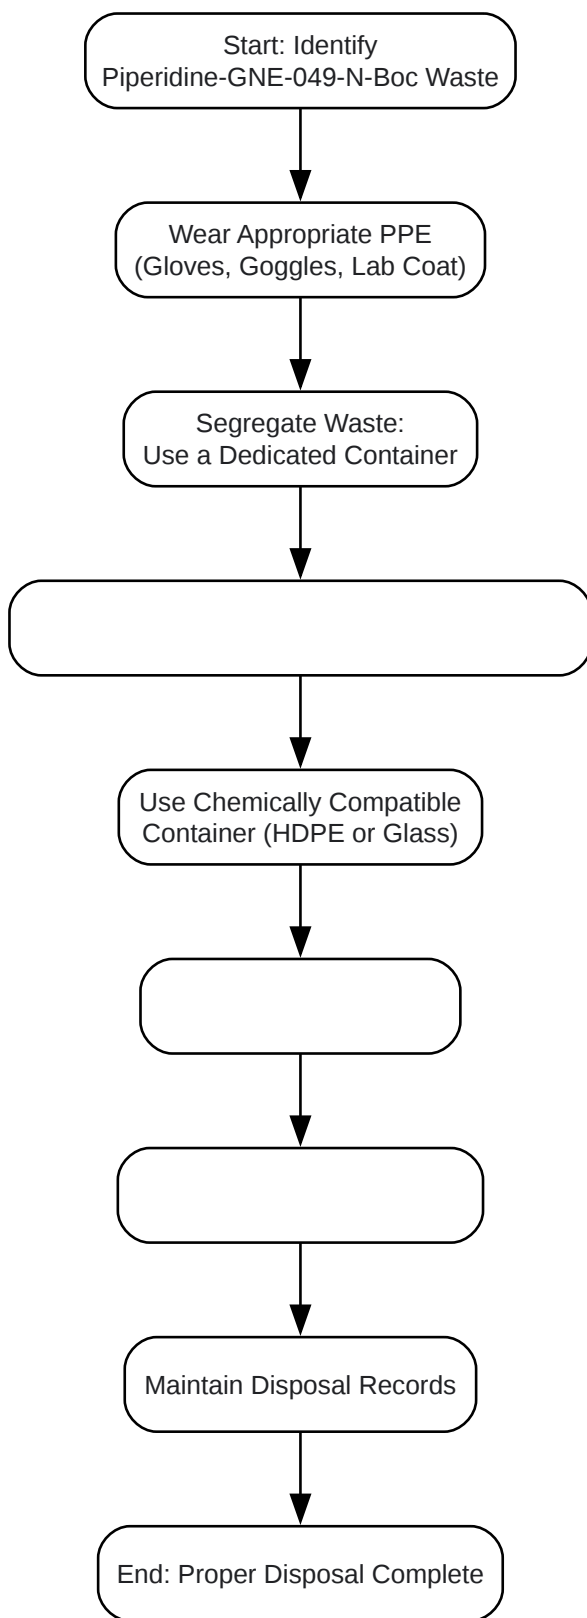 Start: Identify
Piperidine-GNE-049-N-Boc Waste
Wear Appropriate PPE
(Gloves, Goggles, Lab Coat)
Segregate Waste:
Use a Dedicated Container
Use Chemically Compatible
Container (HDPE or Glass)
Maintain Disposal Records
End: Proper Disposal Complete